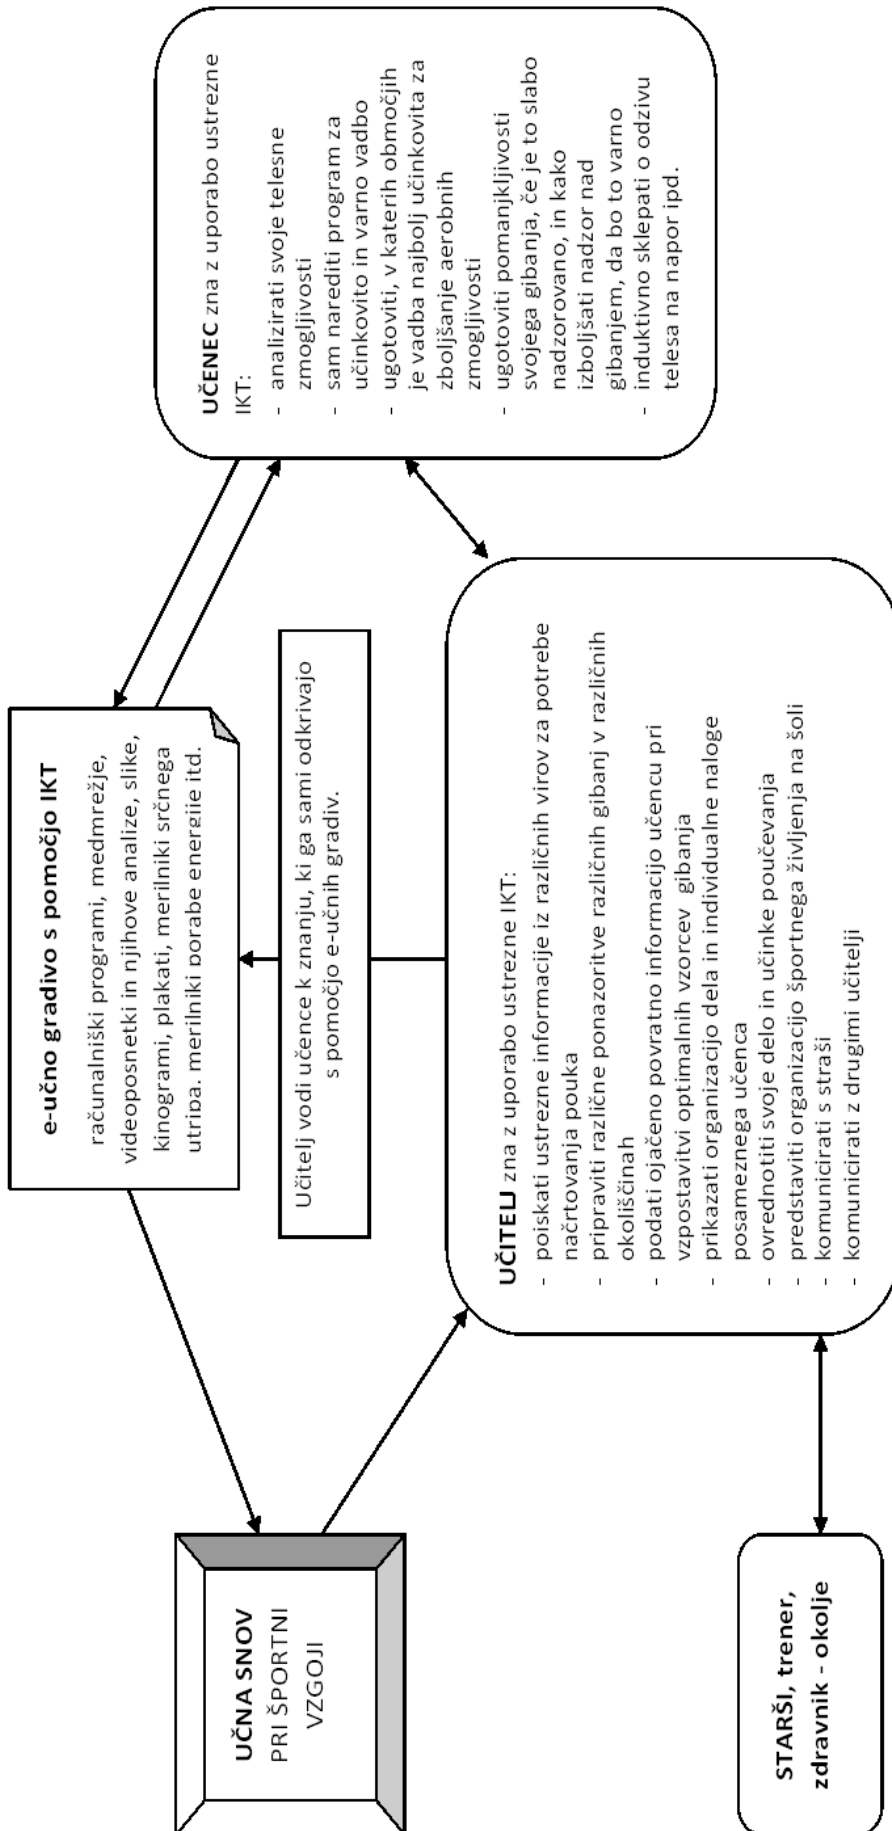 UČNA SNOV
PRI ŠPORTNI
VZGOJI
e-učno gradivo s pomočjo IKT
računalniški programi, medmrežje,
videoposnetki in njihove analize, slike,
kinogrami, plakati, merilniki srčnega
utripa. merilniki porabe energije itd.
Učitelj vodi učence k znanju, ki ga sami odkrivajo
s pomočjo e-učnih gradiv.
UČENEC zna z uporabo ustrezne
IKT:
- analizirati svoje telesne
zmogljivosti
- sam narediti program za
učinkovito in varno vadbo
- ugotoviti, v katerih območjih
je vadba najbolj učinkovita za
zboljšanje aerobnih
zmogljivosti
- ugotoviti pomanjkljivosti
svojega gibanja, če je to slabo
nadzorovano, in kako
izboljšati nadzor nad
gibanjem, da bo to varno
- induktivno sklepati o odzivu
telesa na napor ipd.
STARŠI, trener,
zdravnik - okolje
UČITELJ zna z uporabo ustrezne IKT:
- poiskati ustrezne informacije iz različnih virov za potrebe
načrtovanja pouka
- pripraviti različne ponazoritve različnih gibanj v različnih
okoliščinah
- podati ojačeno povratno informacijo učencu pri
vzpostavitvi optimalnih vzorcev gibanja
- prikazati organizacijo dela in individualne naloge
posameznega učenca
- ovrednotiti svoje delo in učinke poučevanja
- predstaviti organizacijo športnega življenja na šoli
- komunicirati s straši
- komunicirati z drugimi učitelji